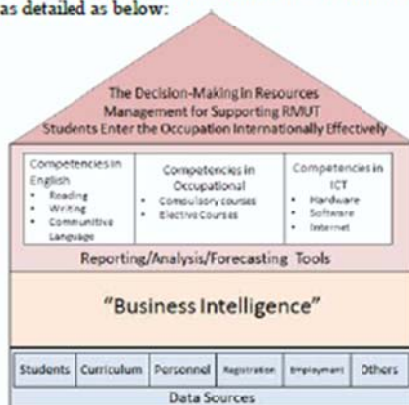 as detailed as below:
The Decision-Making in Resources
Management for Supporting RMUT
Students Enter the Occupation Internationally Effectively
Competencies in
English
• Reading
• Writing
• Communitive
Language
Competencies in
Occupational
• Compulsory courses
• Elective Courses
Competencies in
ICT
• Hardware
• Software
• Internet
Reporting/Analysis/Forecasting Tools
“Business Intelligence”
Students Curriculum Personnel Registration Employment Others
Data Sources